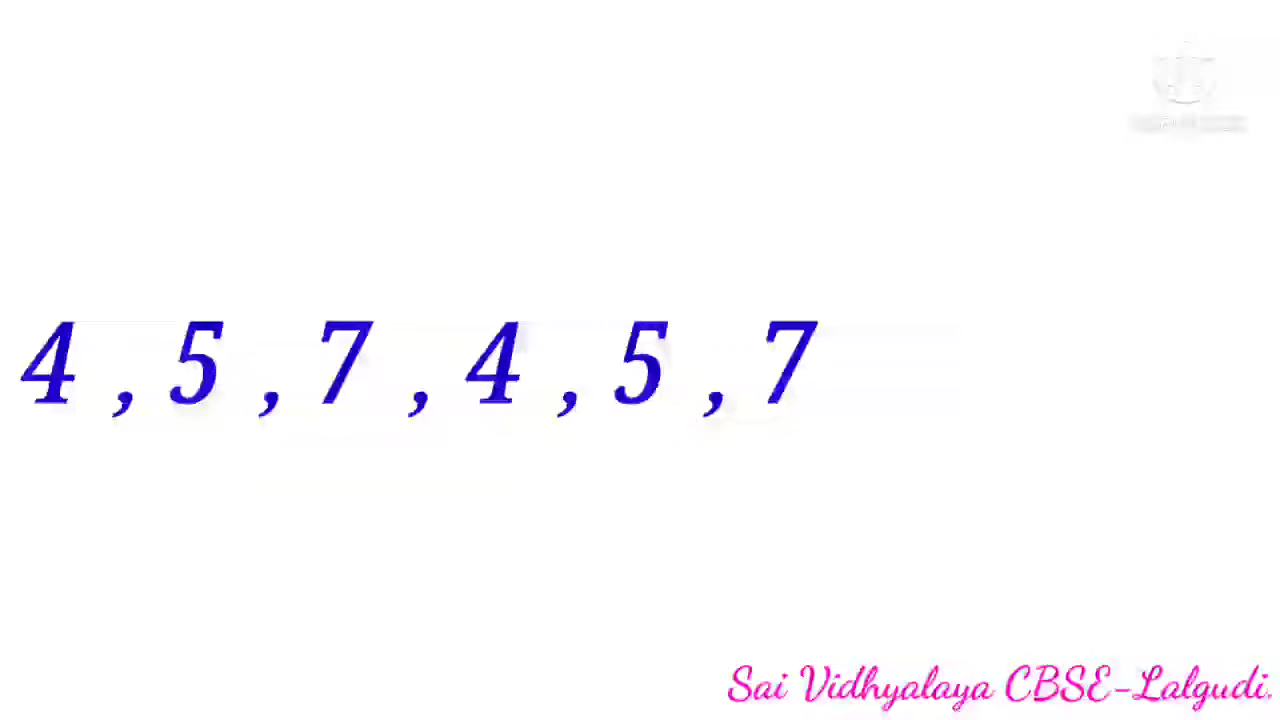 4 , 5 , 7 , 4 , 5 , 7
Sai Vidhyalaya CBSE-Lalgudi.